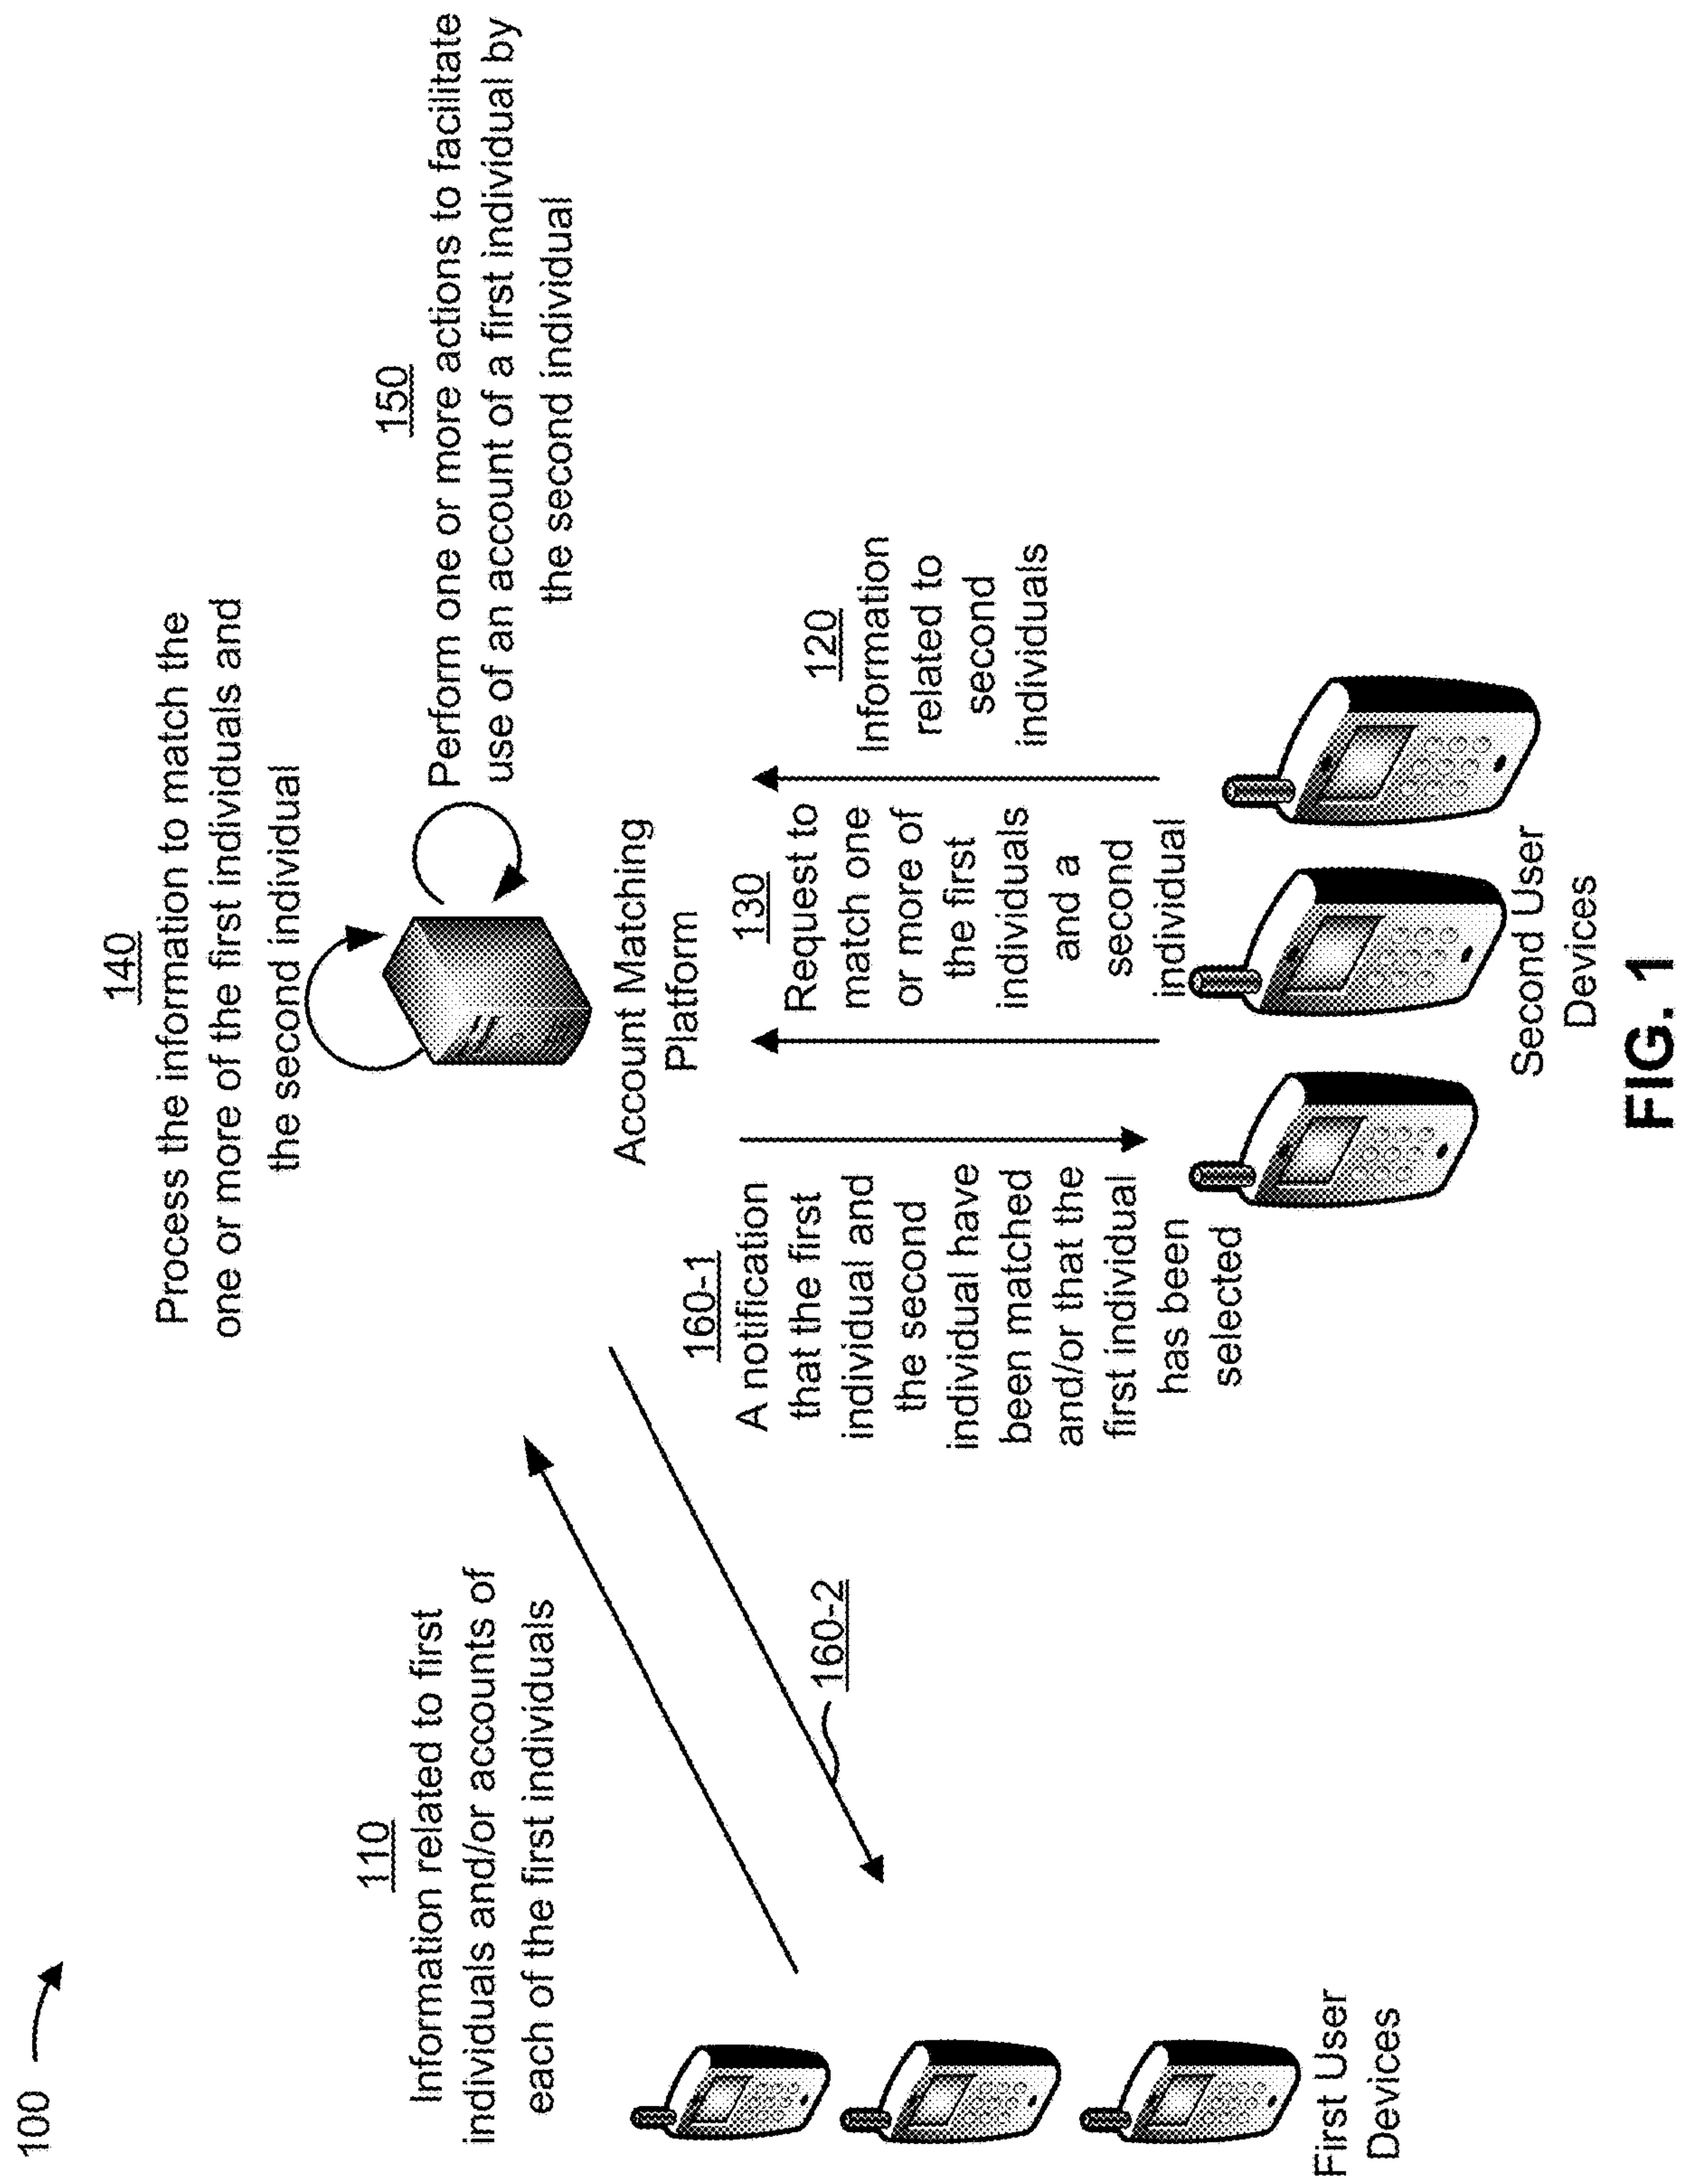 100
140
Process the information to match the
one or more of the first individuals and
the second individual
150
Perform one or more actions to facilitate
use of an account of a first individual by
the second individual
110
Information related to first
individuals and/or accounts of
each of the first individuals
Account Matching
Platform
160-2
160-1
A notification
that the first
individual and
the second
individual have
been matched
and/or that the
first individual
has been
selected
130
Request to
match one
or more of
the first
individuals
and a
second
individual
120
Information
related to
second
individuals
First User
Devices
Second User
Devices
FIG. 1